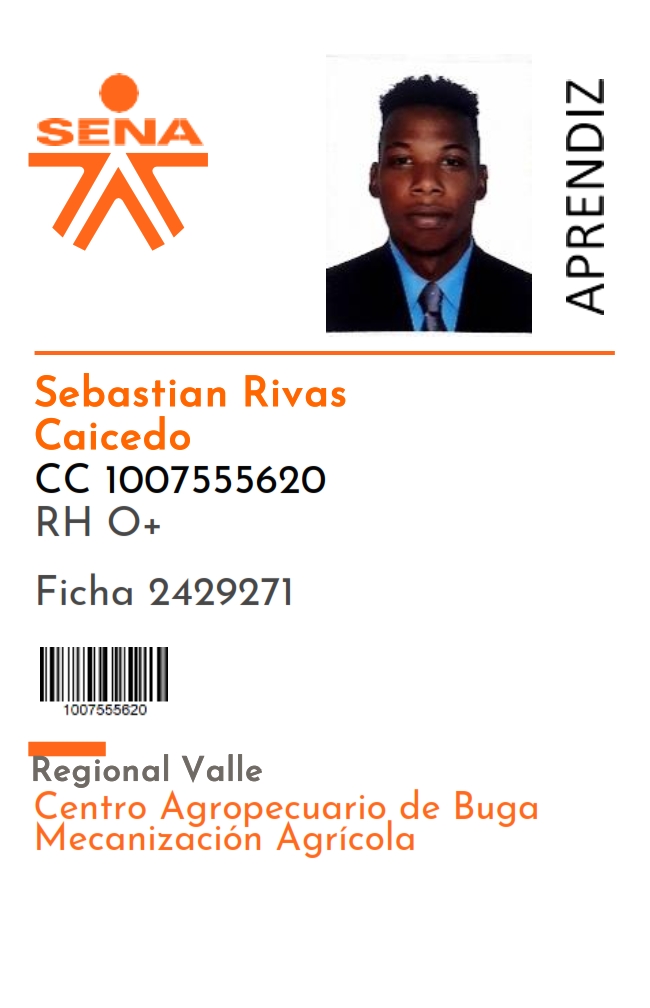 SENA
APRENDIZ
Sebastian Rivas
Caicedo
CC 1007555620
RH O+
Ficha 2429271
1007555620
Regional Valle
Centro Agropecuario de Buga
Mecanización Agrícola